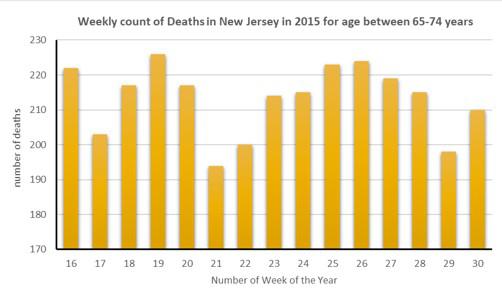 Weekly count of Deaths in New Jersey in 2015 for age between 65-74 years
230
220
210
200
190
180
170
number of deaths
16 17 18 19 20 21 22 23 24 25 26 27 28 29 30
Number of Week of the Year